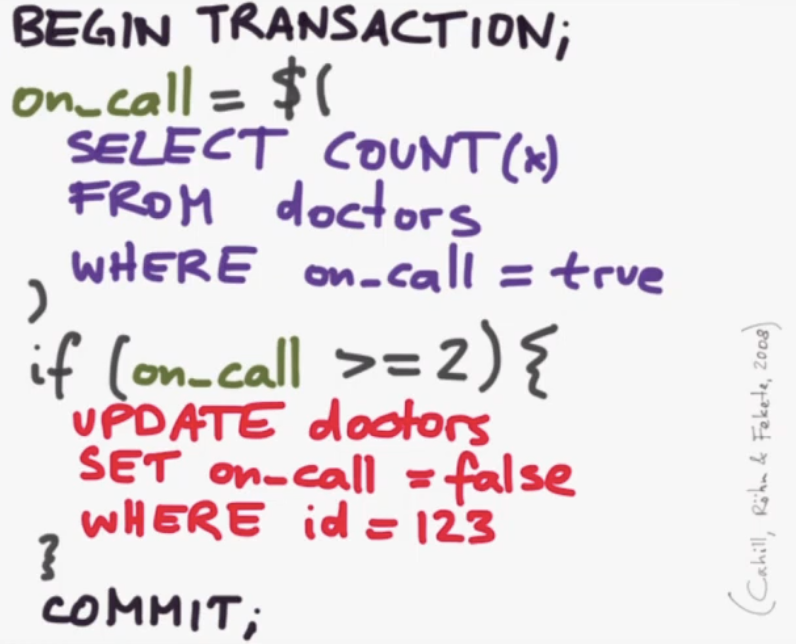 BEGIN TRANSACTION;
on_call = $(
SELECT COUNT(x)
FROM doctors
WHERE on_call = true
)
if (on_call >= 2) {
UPDATE doctors
SET on_call = false
WHERE id = 123
}
COMMIT;
(Cahill, Röhm & Fekete, 2008)